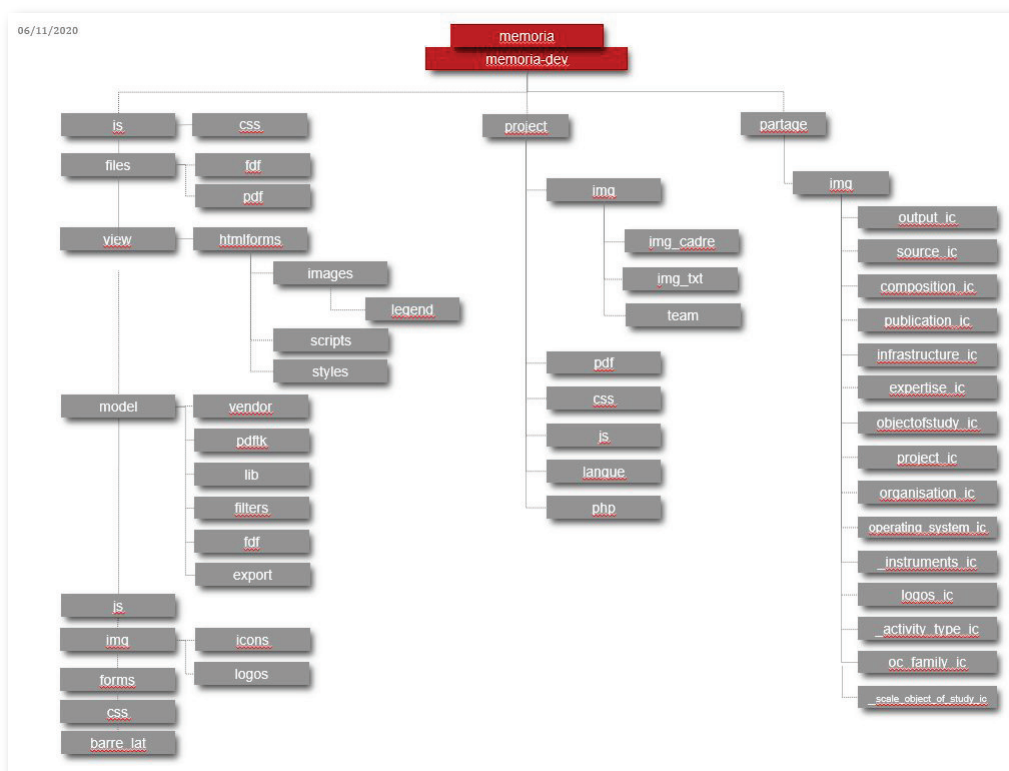 06/11/2020
memoria
memoria-dev
is
css
files
fdf
pdf
view
htmlforms
images
legend
scripts
styles
model
vendor
pdftk
lib
filters
fdf
export
js
img
icons
logos
forms
css
barre_lat
project
img
img_cadre
img_txt
team
pdf
css
js
langue
php
partage
img
output_ic
source_ic
composition_ic
publication_ic
infrastructure_ic
expertise_ic
objectofstudy_ic
project_ic
organisation_ic
operating_system_ic
_instruments_ic
logos_ic
_activity_type_ic
oc_family_ic
_scale_object_of_study_ic